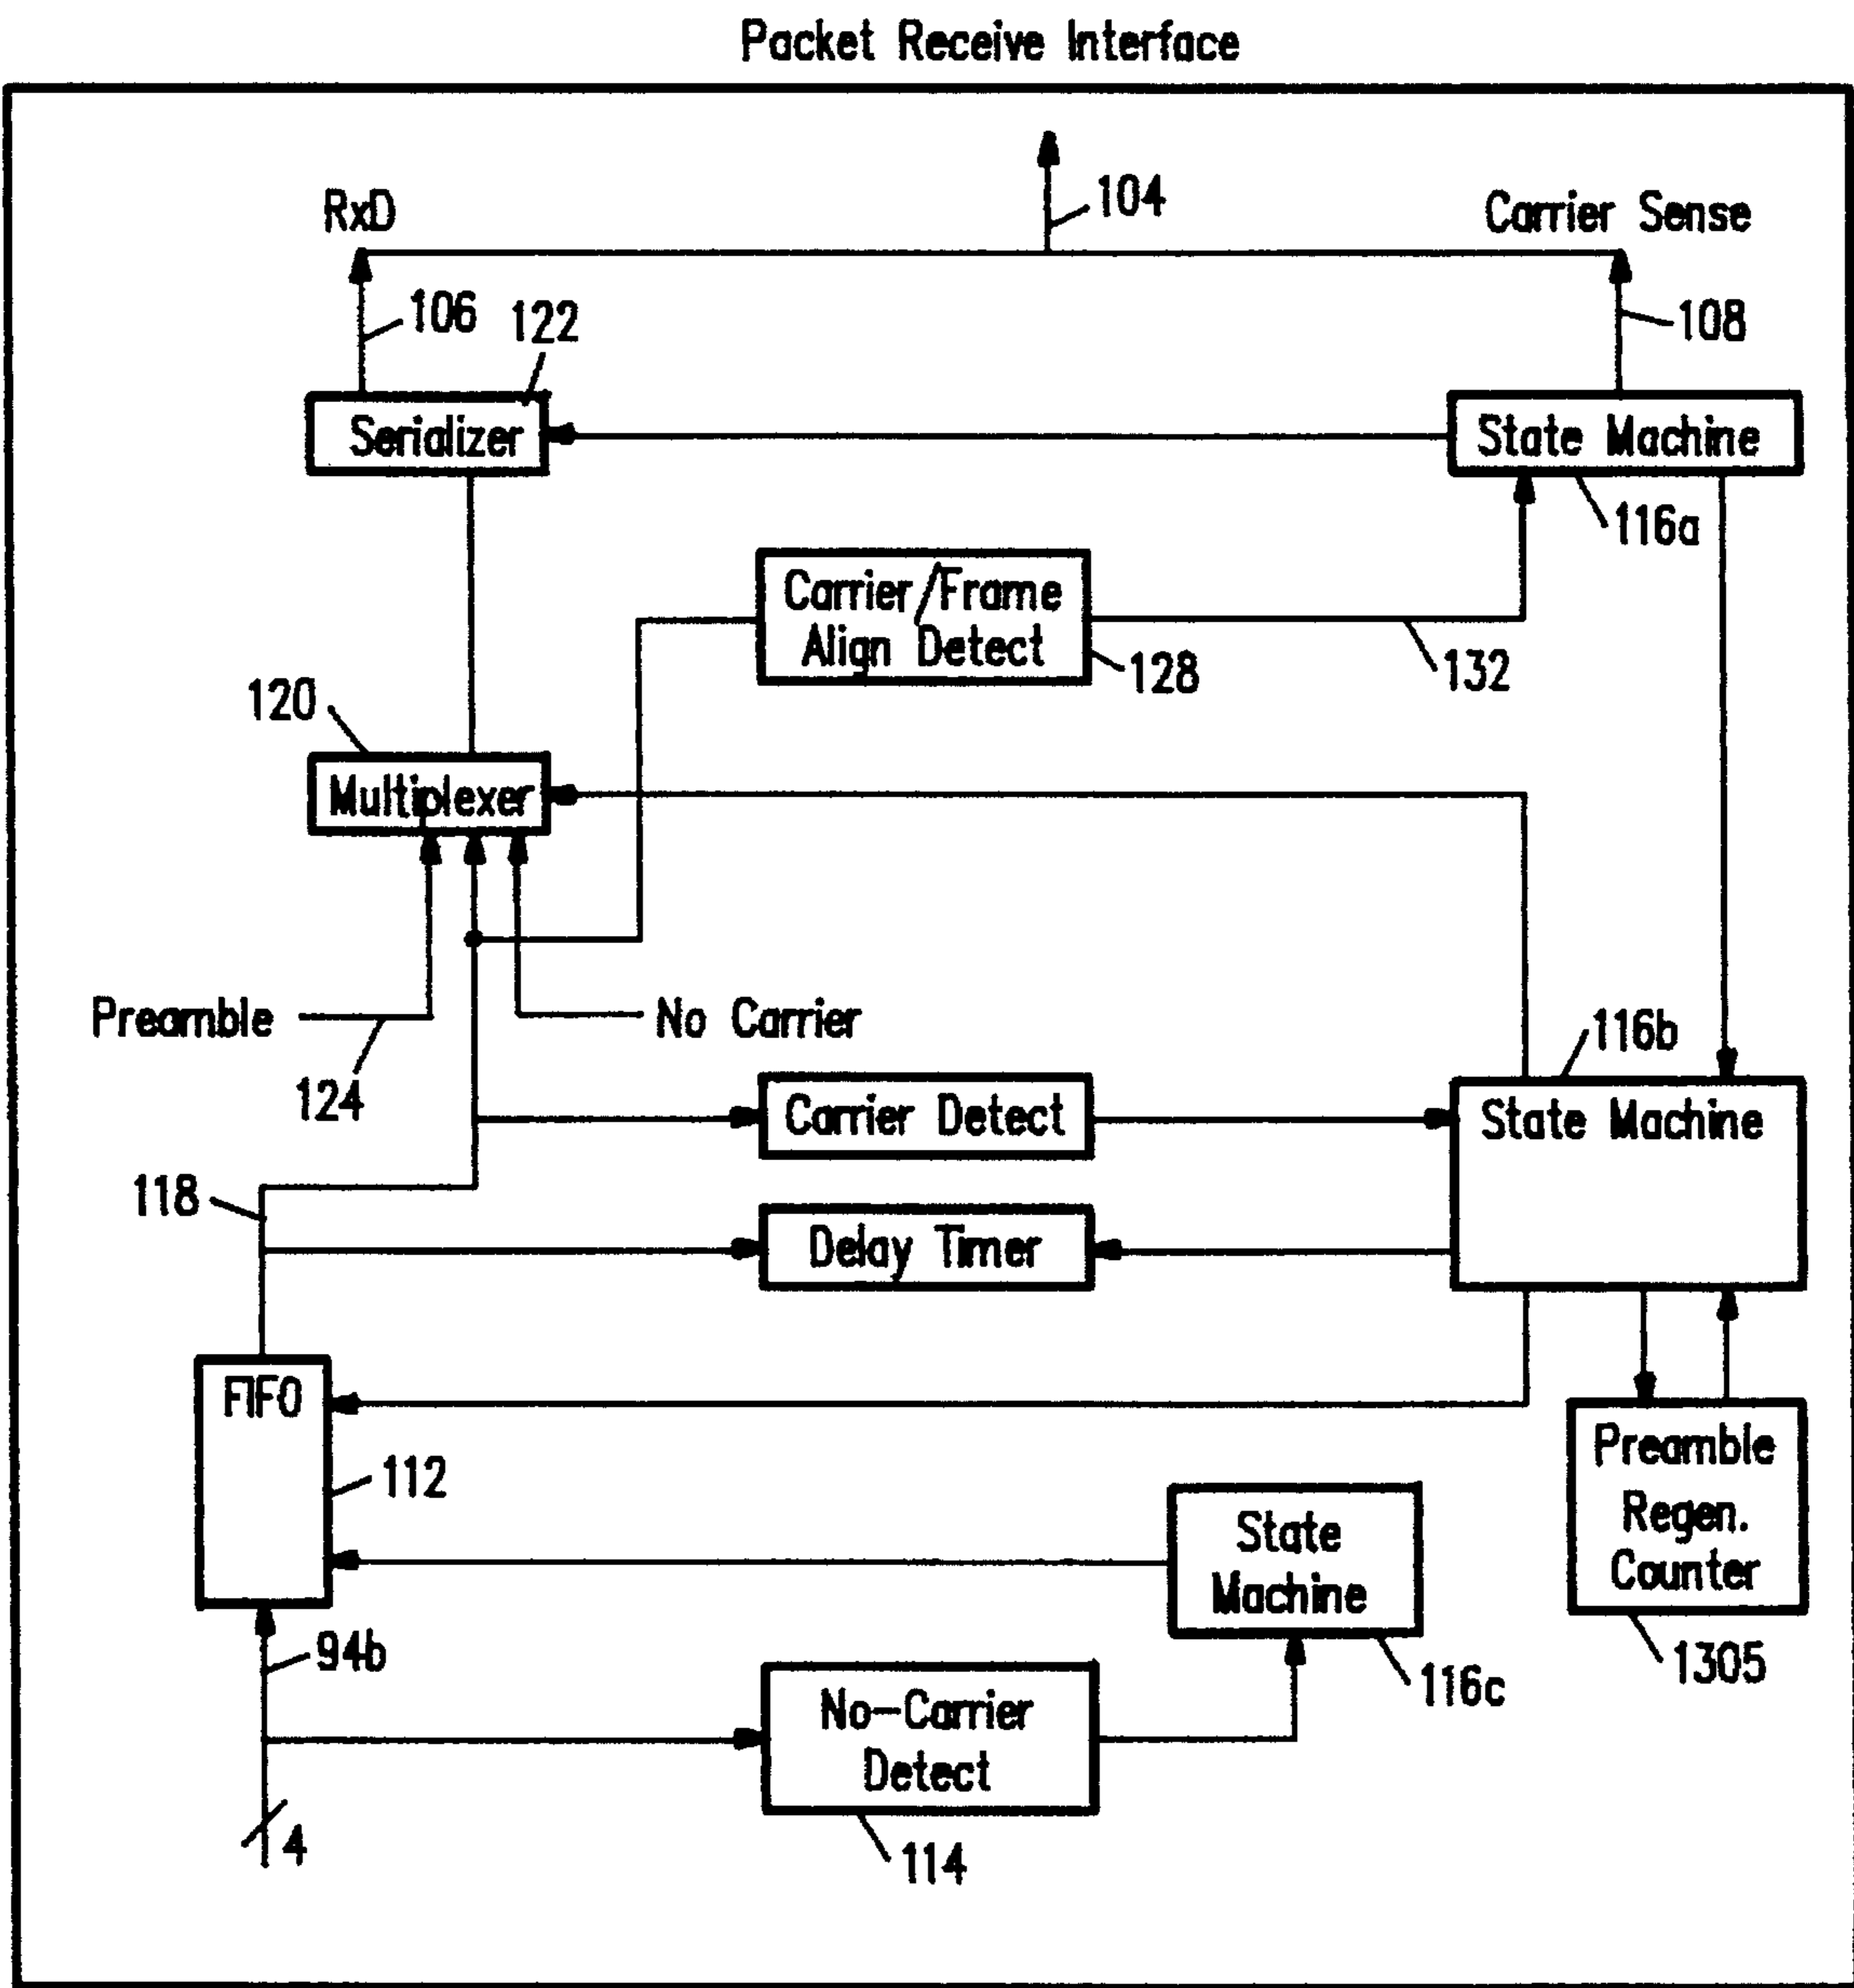 Packet Receive Interface
104
RxD
Carrier Sense
106
122
108
Serializer
State Machine
116a
Carrier/Frame
Align Detect
128
132
120
Multiplexer
Preamble
No Carrier
124
116b
Carrier Detect
State Machine
118
Delay Timer
FIFO
112
Preamble
Regen.
Counter
State
Machine
94b
1305
116c
No-Carrier
Detect
4
114